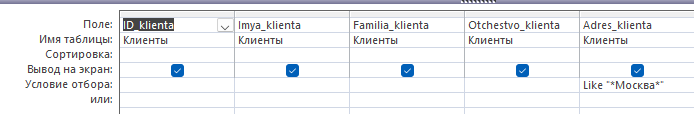 Поле: ID_klienta Imya_klienta Familia_klienta Otchestvo_klienta Adres_klienta
Имя таблицы: Клиенты Клиенты Клиенты Клиенты Клиенты
Сортировка:
Вывод на экран:
Условие отбора: Like "*Москва*"
или: